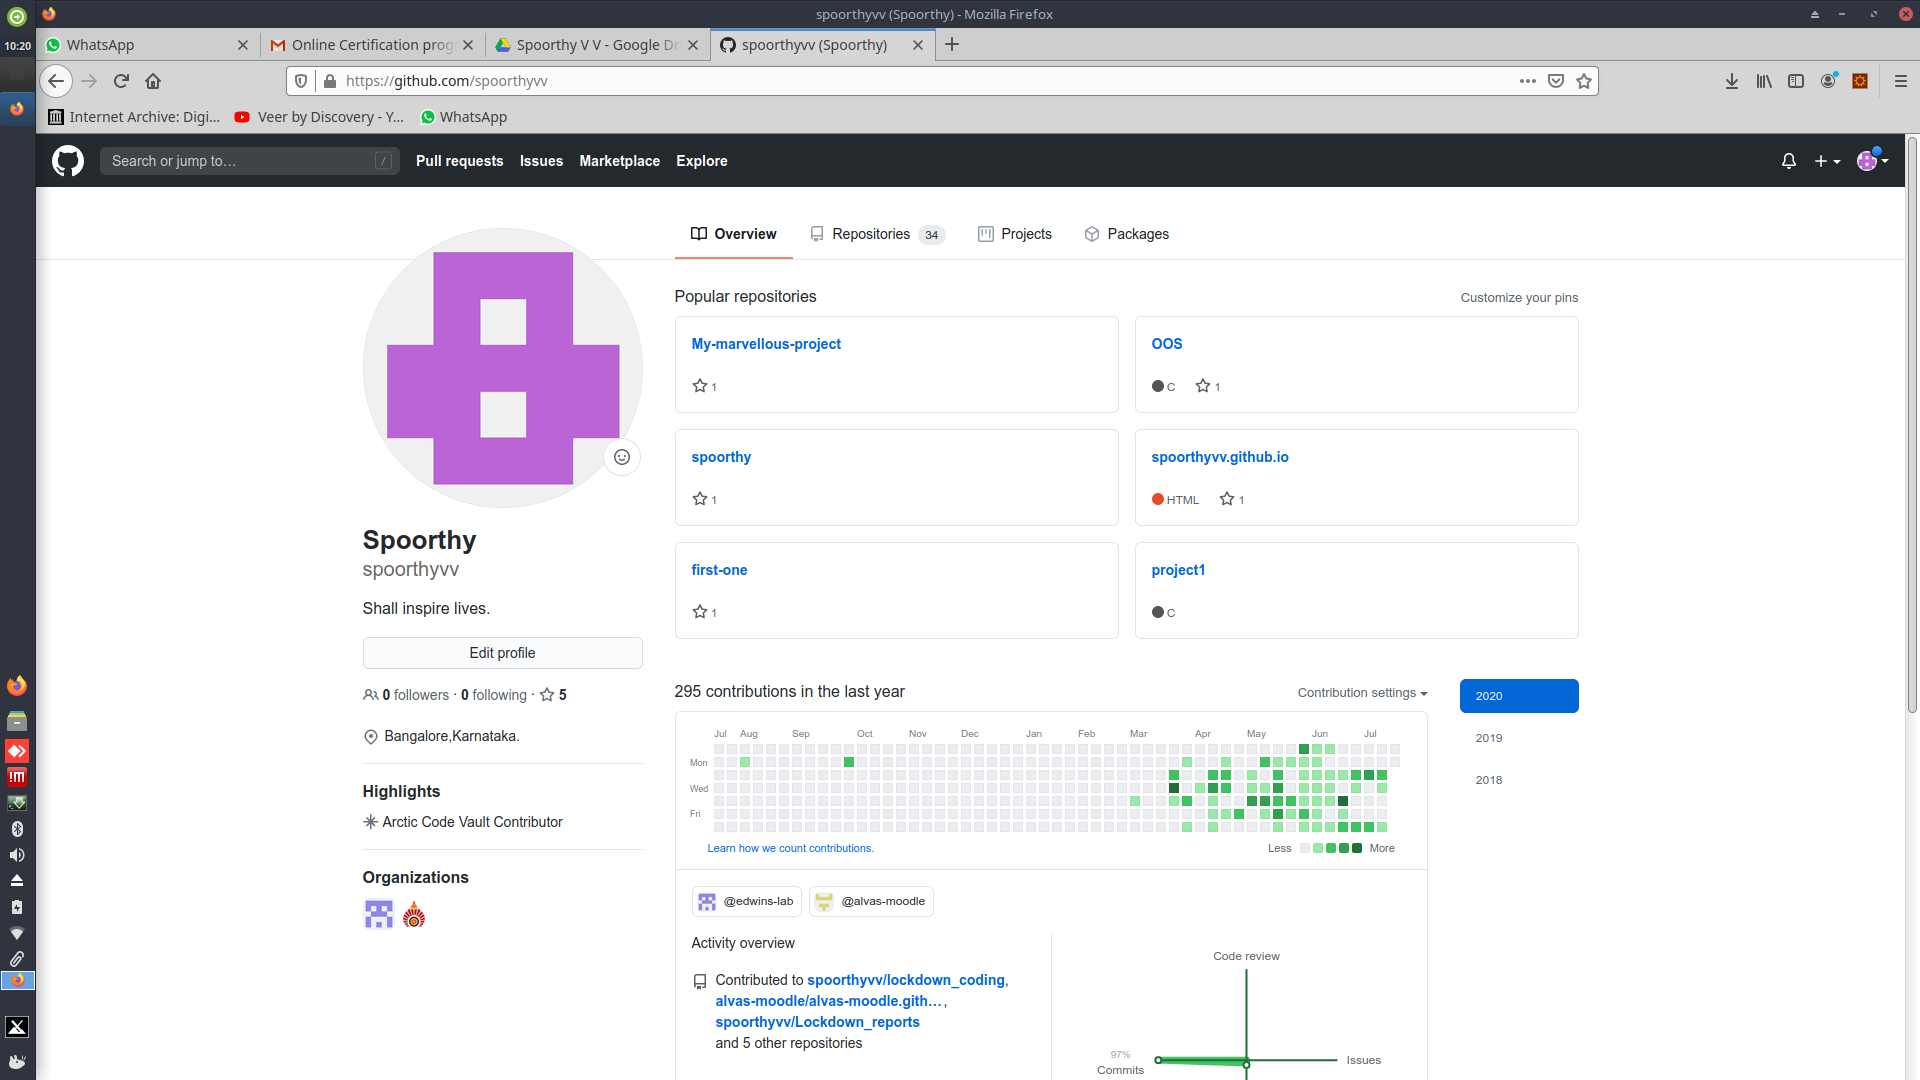 spoorthyvv (Spoorthy) - Mozilla Firefox
10:20
WhatsApp
Online Certification prog
Spoorthy V V - Google Dr
spoorthyvv (Spoorthy)
https://github.com/spoorthyvv
Internet Archive: Digi...
Veer by Discovery - Y...
WhatsApp
Search or jump to…
/
Pull requests
Issues
Marketplace
Explore
Overview
Repositories 34
Projects
Packages
Popular repositories
Customize your pins
My-marvellous-project
1
OOS
C
1
spoorthy
1
spoorthyvv.github.io
HTML
1
first-one
1
project1
C
Spoorthy
spoorthyvv
Shall inspire lives.
Edit profile
0 followers · 0 following · 5
Bangalore,Karnataka.
Highlights
Arctic Code Vault Contributor
Organizations
295 contributions in the last year
Contribution settings
2020
2019
2018
Jul Aug Sep Oct Nov Dec Jan Feb Mar Apr May Jun Jul
Mon
Wed
Fri
Learn how we count contributions.
Less
More
@edwins-lab
@alvas-moodle
Activity overview
Contributed to spoorthyvv/lockdown_coding,
alvas-moodle/alvas-moodle.gith… ,
spoorthyvv/Lockdown_reports
and 5 other repositories
Code review
97%
Commits
Issues